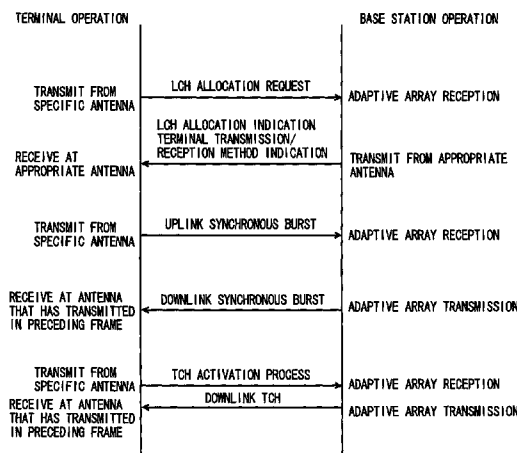 TERMINAL OPERATION
BASE STATION OPERATION
LCH ALLOCATION REQUEST
TRANSMIT FROM
SPECIFIC ANTENNA
ADAPTIVE ARRAY RECEPTION
LCH ALLOCATION INDICATION
TERMINAL TRANSMISSION/
RECEPTION METHOD INDICATION
RECEIVE AT
APPROPRIATE ANTENNA
TRANSMIT FROM APPROPRIATE
ANTENNA
UPLINK SYNCHRONOUS BURST
TRANSMIT FROM
SPECIFIC ANTENNA
ADAPTIVE ARRAY RECEPTION
DOWNLINK SYNCHRONOUS BURST
RECEIVE AT ANTENNA
THAT HAS TRANSMITTED
IN PRECEDING FRAME
ADAPTIVE ARRAY TRANSMISSION
TCH ACTIVATION PROCESS
TRANSMIT FROM
SPECIFIC ANTENNA
ADAPTIVE ARRAY RECEPTION
DOWNLINK TCH
RECEIVE AT ANTENNA
THAT HAS TRANSMITTED
IN PRECEDING FRAME
ADAPTIVE ARRAY TRANSMISSION